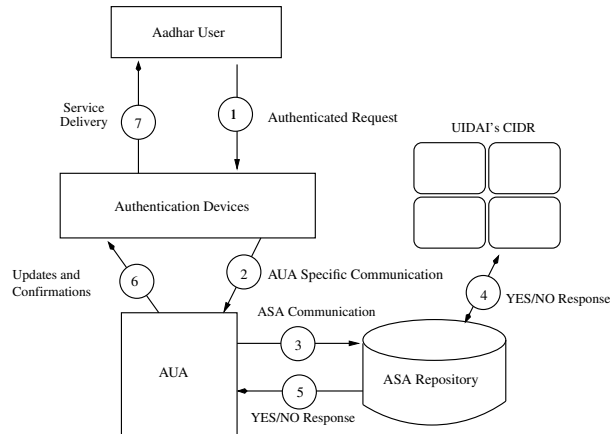 Aadhar User
Service
Delivery
7
1
Authenticated Request
UIDAI's CIDR
Authentication Devices
Updates and
Confirmations
6
2
AUA Specific Communication
4
YES/NO Response
ASA Communication
3
AUA
ASA Repository
5
YES/NO Response